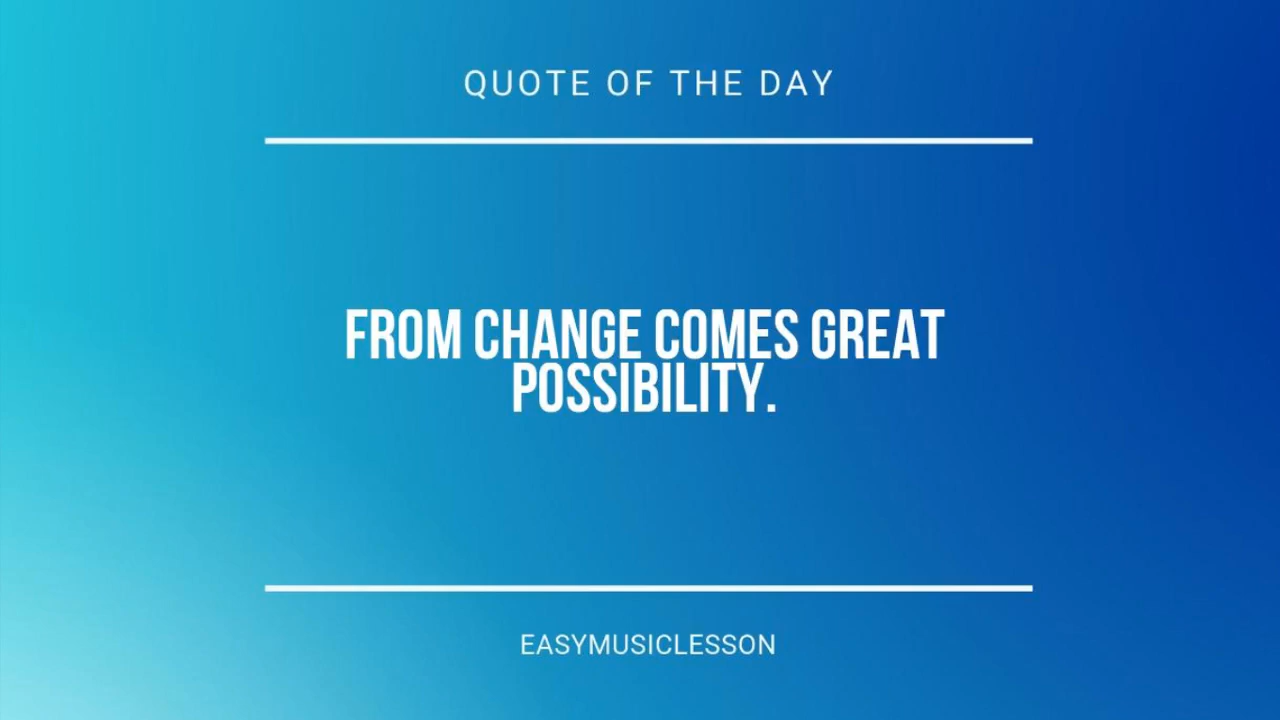 QUOTE OF THE DAY
FROM CHANGE COMES GREAT
POSSIBILITY.
EASYMUSICLESSON